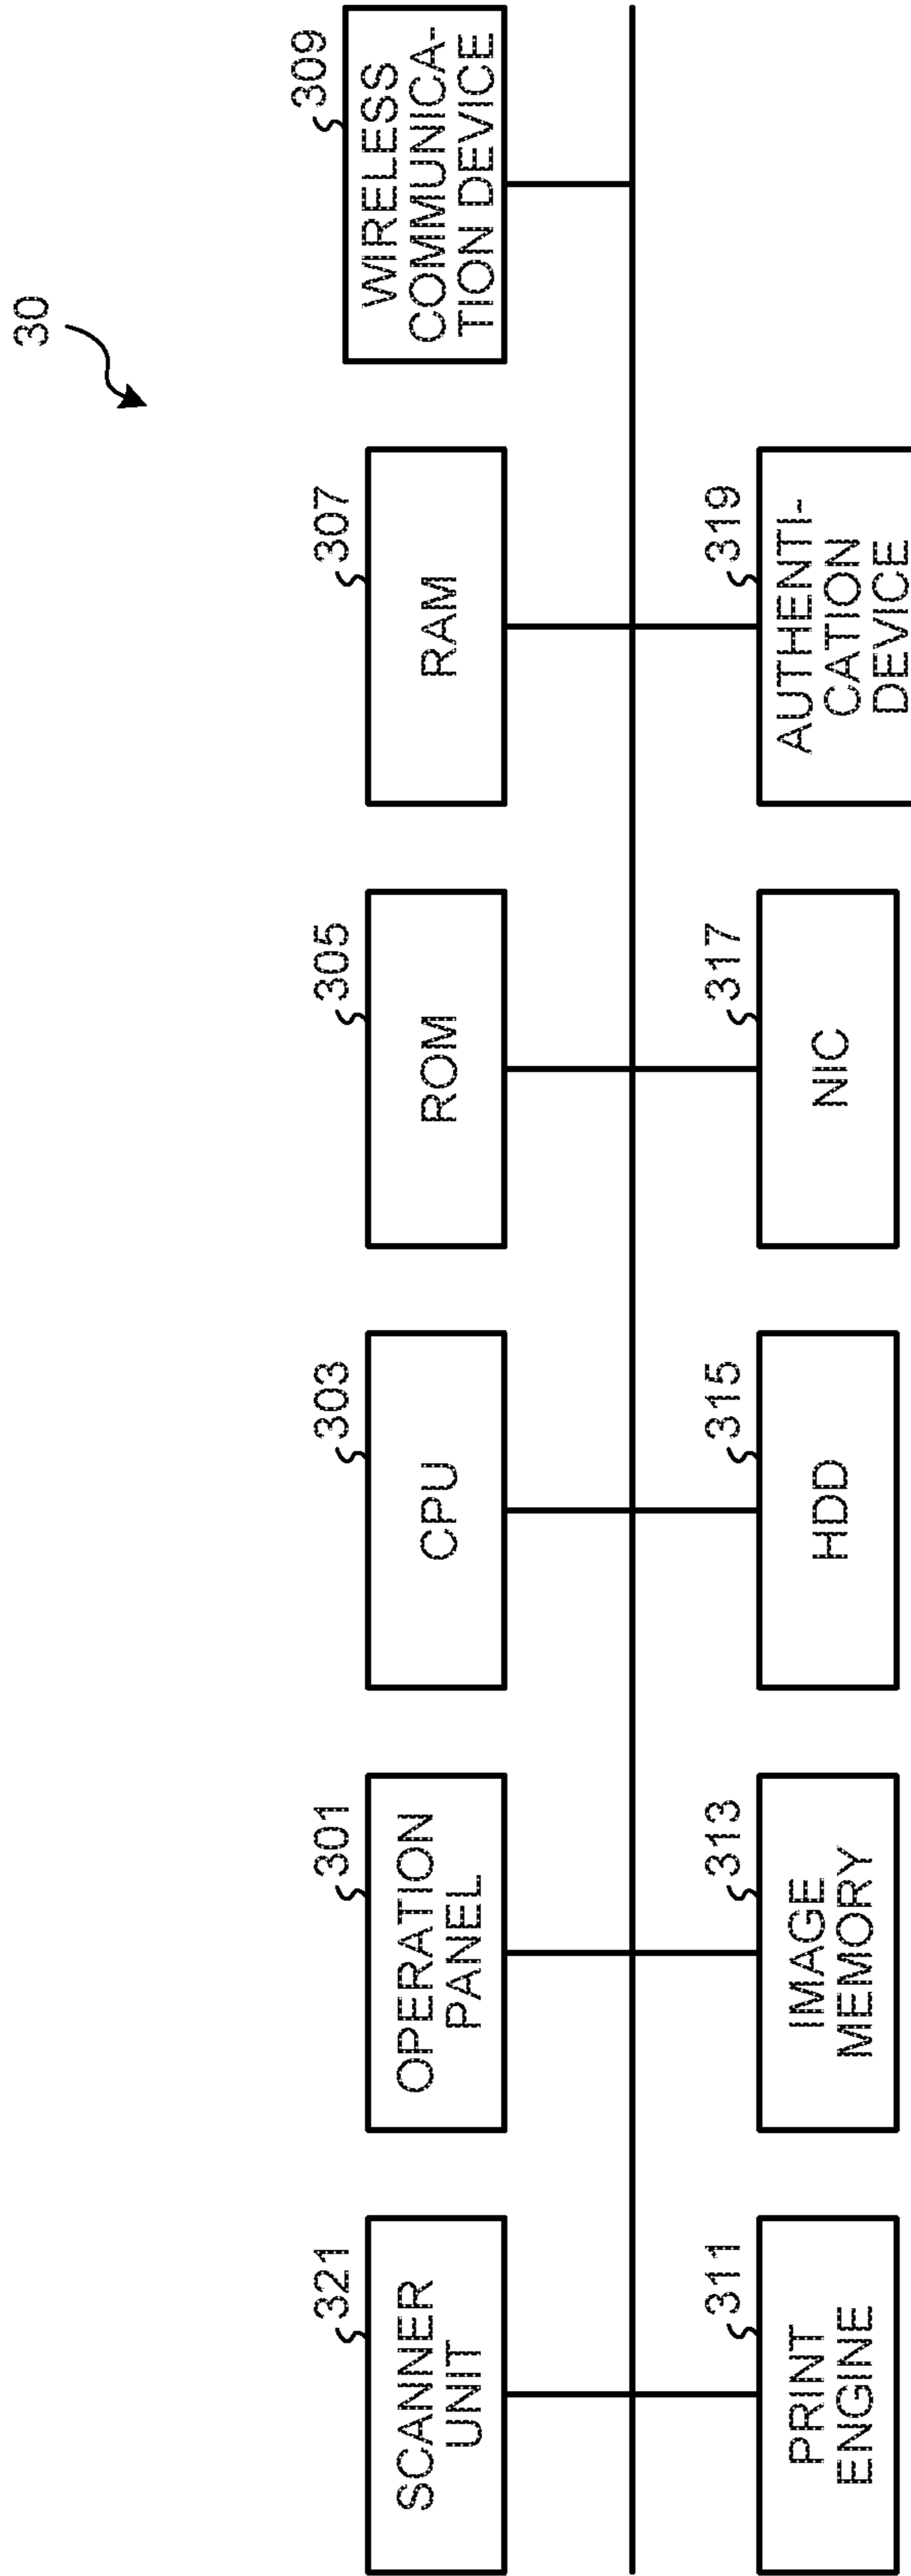 30
321
SCANNER
UNIT
301
OPERATION
PANEL
303
CPU
305
ROM
307
RAM
309
WIRELESS
COMMUNICA-
TION DEVICE
311
PRINT
ENGINE
313
IMAGE
MEMORY
315
HDD
317
NIC
319
AUTHENTI-
CATION
DEVICE